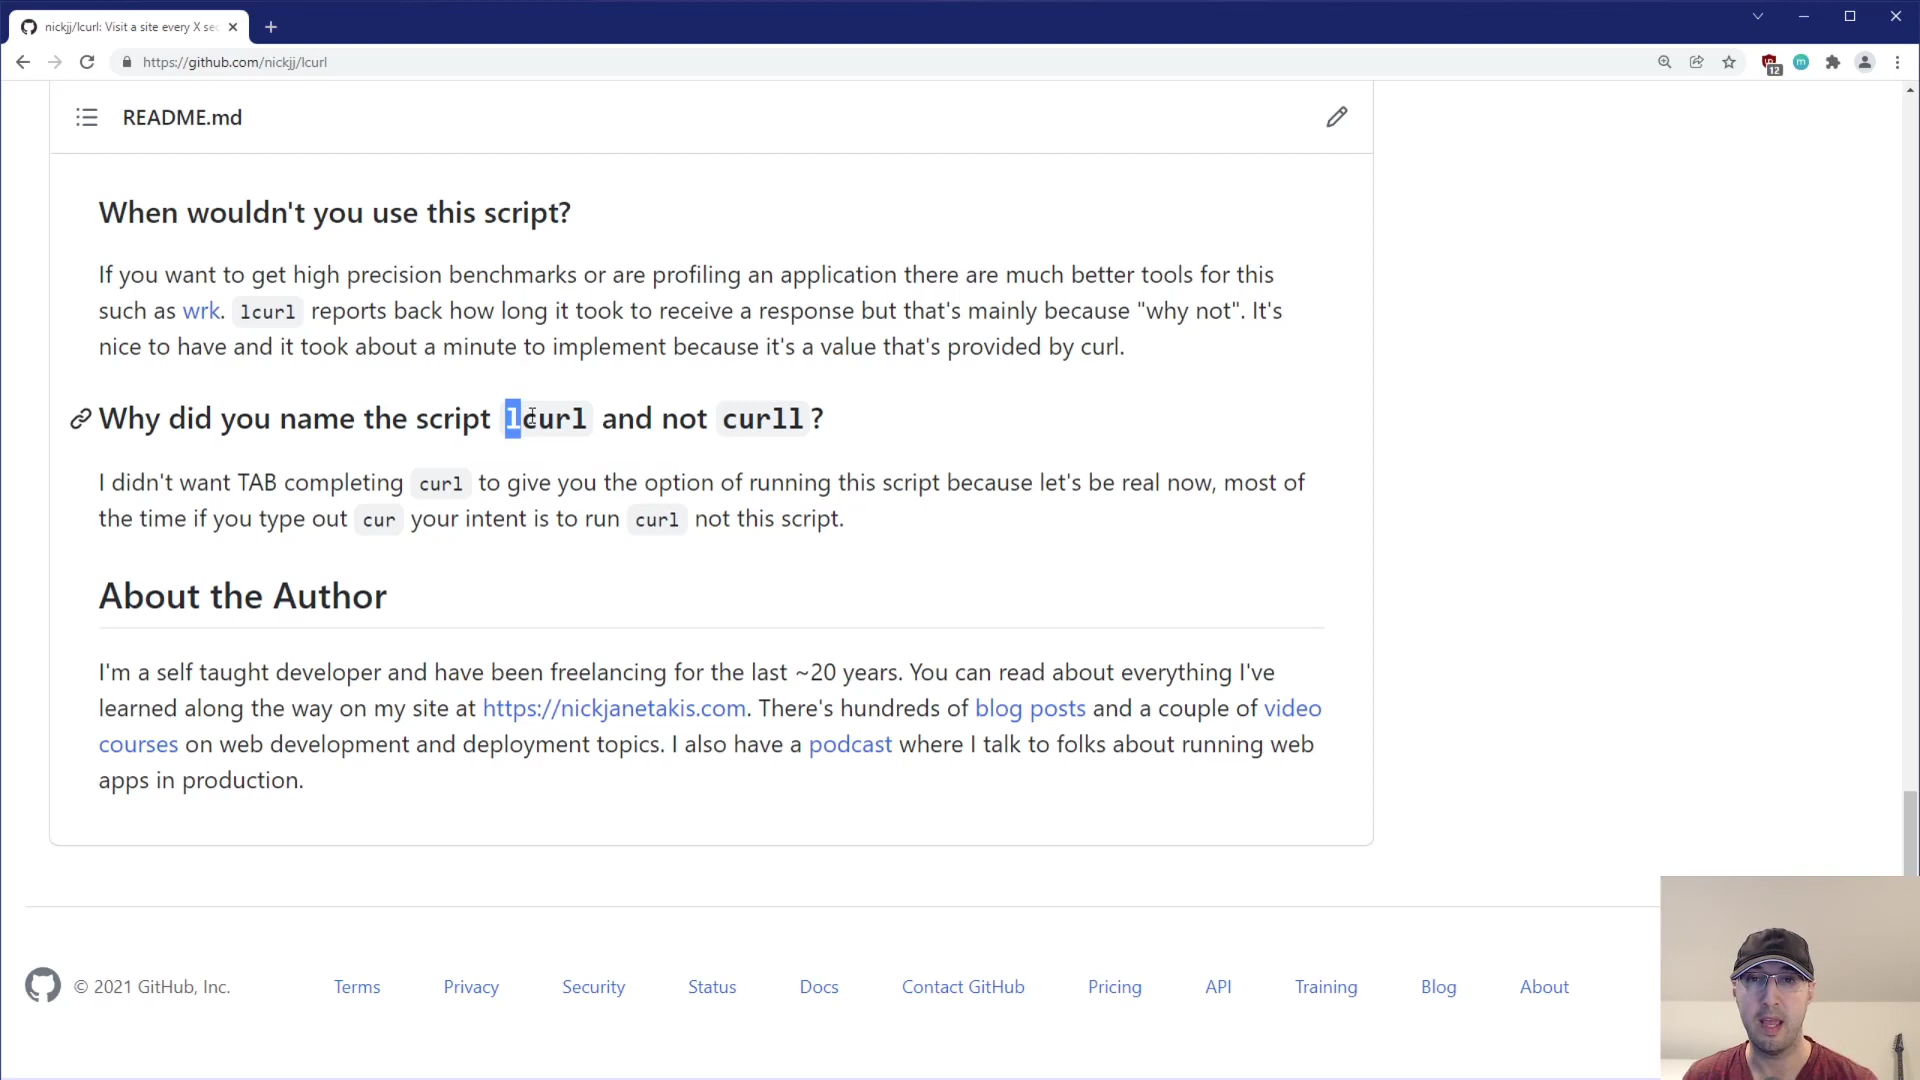 nickjj/lcurl: Visit a site every X sec
https://github.com/nickjj/lcurl
12
m
README.md
When wouldn't you use this script?
If you want to get high precision benchmarks or are profiling an application there are much better tools for this
such as wrk. lcurl reports back how long it took to receive a response but that's mainly because "why not". It's
nice to have and it took about a minute to implement because it's a value that's provided by curl.
Why did you name the script lcurl and not curll?
I didn't want TAB completing curl to give you the option of running this script because let's be real now, most of
the time if you type out cur your intent is to run curl not this script.
About the Author
I'm a self taught developer and have been freelancing for the last ~20 years. You can read about everything I've
learned along the way on my site at https://nickjanetakis.com. There's hundreds of blog posts and a couple of video
courses on web development and deployment topics. I also have a podcast where I talk to folks about running web
apps in production.
© 2021 GitHub, Inc. Terms Privacy Security Status Docs Contact GitHub Pricing API Training Blog About